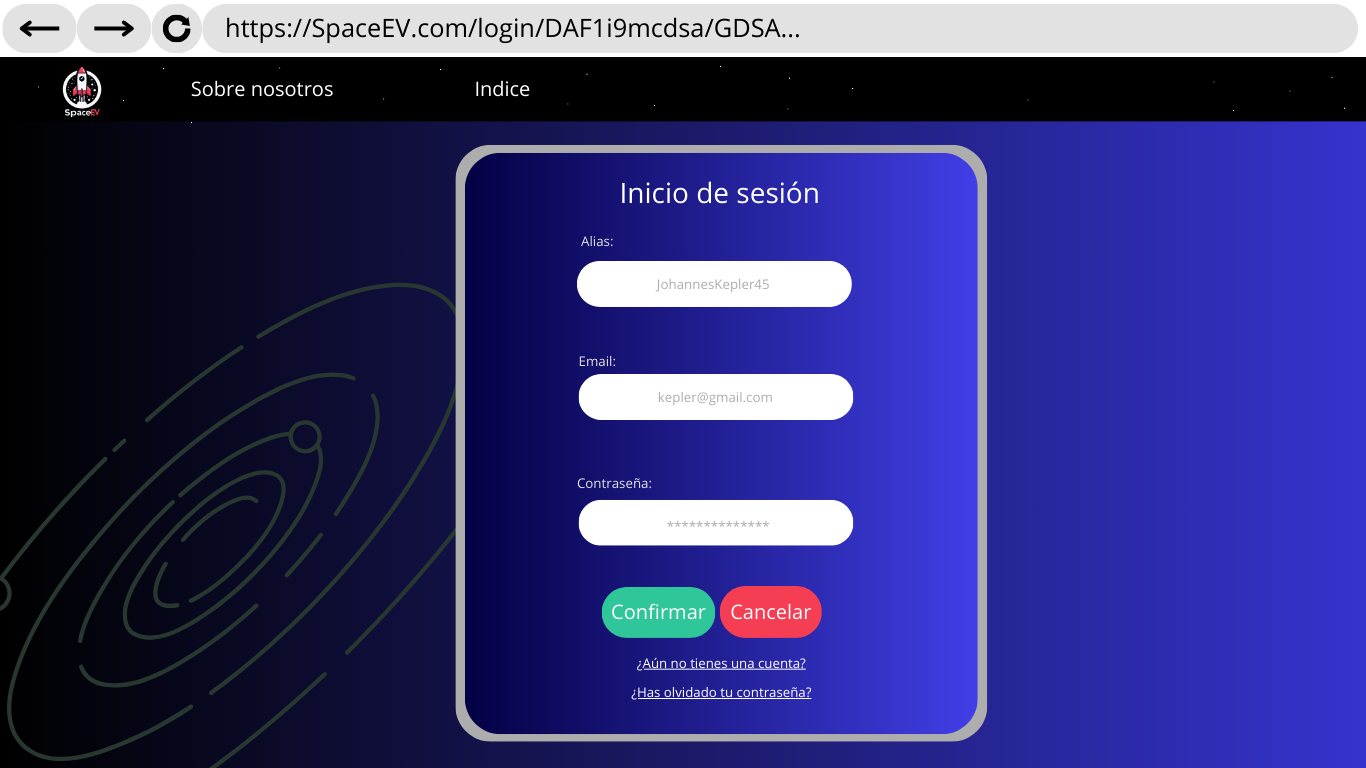 https://SpaceEV.com/login/DAF1i9mcdsa/GDSA...
SpaceEV
Sobre nosotros
Indice
Inicio de sesión
Alias:
JohannesKepler45
Email:
kepler@gmail.com
Contraseña:
**************
Confirmar
Cancelar
¿Aún no tienes una cuenta?
¿Has olvidado tu contraseña?